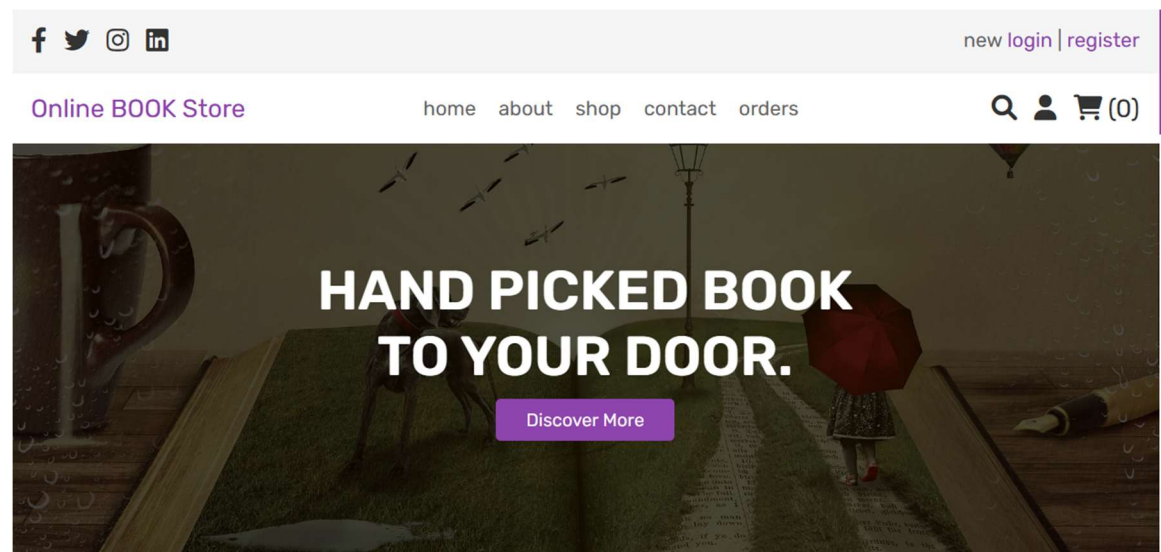 new login | register
Online BOOK Store
home about shop contact orders
(0)
HAND PICKED BOOK
TO YOUR DOOR.
Discover More